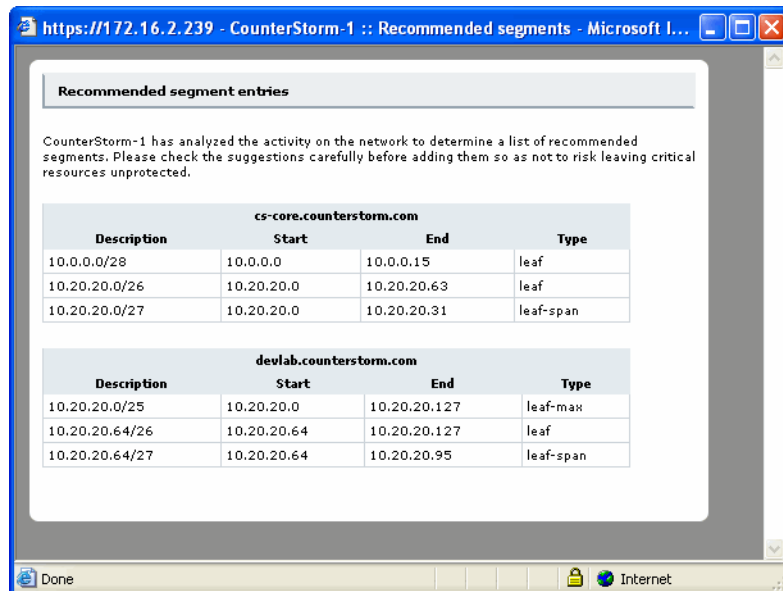 https://172.16.2.239 - CounterStorm-1 :: Recommended segments - Microsoft I...
Recommended segment entries
CounterStorm-1 has analyzed the activity on the network to determine a list of recommended
segments. Please check the suggestions carefully before adding them so as not to risk leaving critical
resources unprotected.
cs-core.counterstorm.com
Description Start End Type
10.0.0.0/28 10.0.0.0 10.0.0.15 leaf
10.20.20.0/26 10.20.20.0 10.20.20.63 leaf
10.20.20.0/27 10.20.20.0 10.20.20.31 leaf-span
devlab.counterstorm.com
Description Start End Type
10.20.20.0/25 10.20.20.0 10.20.20.127 leaf-max
10.20.20.64/26 10.20.20.64 10.20.20.127 leaf
10.20.20.64/27 10.20.20.64 10.20.20.95 leaf-span
Done Internet